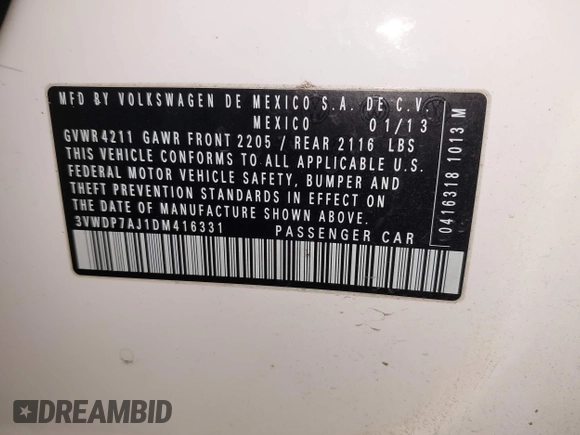 MFD BY VOLKSWAGEN DE MEXICO S.A. DE C.V.
MEXICO 01/13
GVWR 4211 GAWR FRONT 2205 / REAR 2116 LBS
THIS VEHICLE CONFORMS TO ALL APPLICABLE U.S.
FEDERAL MOTOR VEHICLE SAFETY, BUMPER AND
THEFT PREVENTION STANDARDS IN EFFECT ON
THE DATE OF MANUFACTURE SHOWN ABOVE.
3VWDP7AJ1DM416331 PASSENGER CAR
0416318 1013 M
DREAMBID